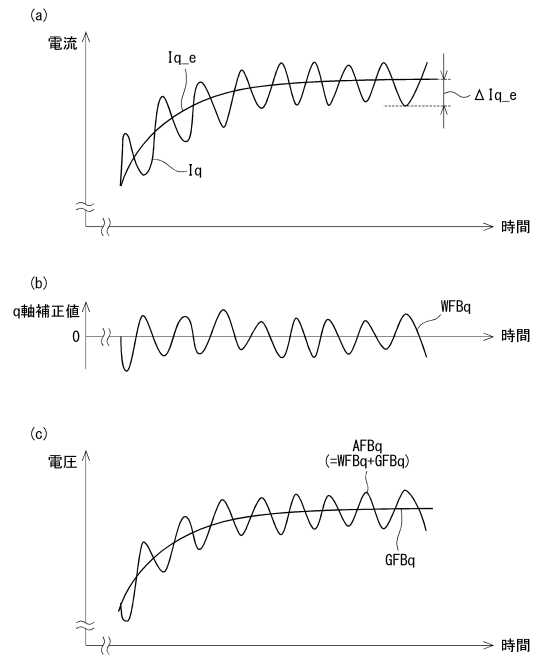 (a)
電流
Iq_e
ΔIq_e
Iq
時間
(b)
q軸補正値
WFBq
0
時間
(c)
AFBq
電圧
(=WFBq+GFBq)
GFBq
時間